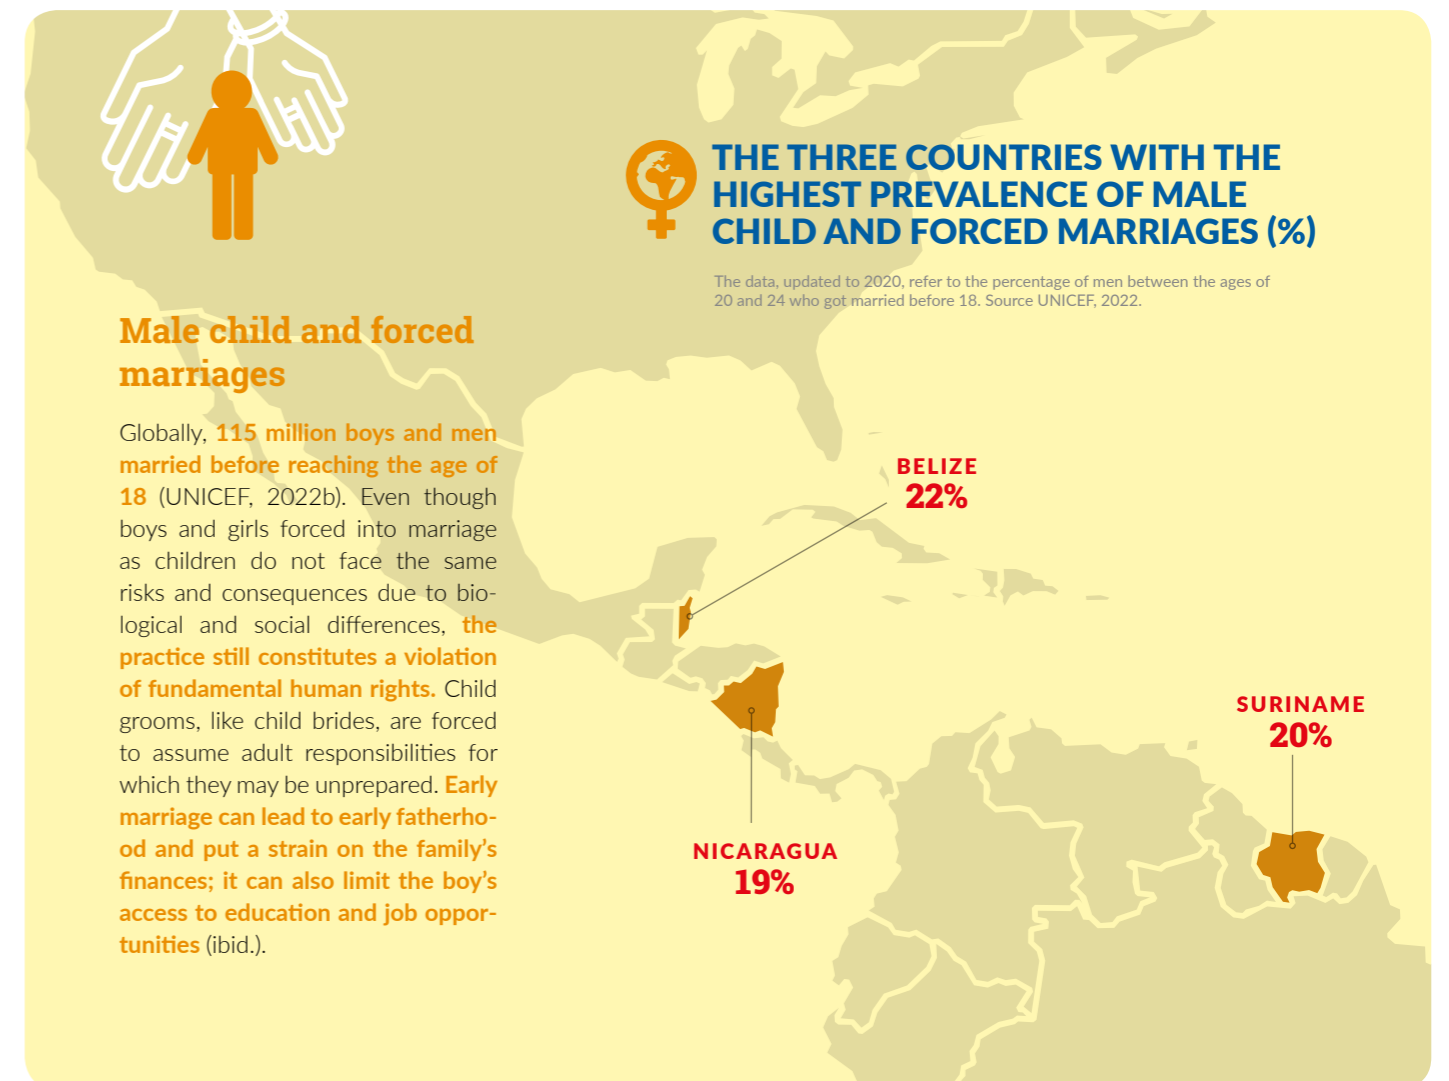 THE THREE COUNTRIES WITH THE
HIGHEST PREVALENCE OF MALE
CHILD AND FORCED MARRIAGES (%)
The data, updated to 2020, refer to the percentage of men between the ages of
20 and 24 who got married before 18. Source UNICEF, 2022.
Male child and forced
marriages
Globally, 115 million boys and men
married before reaching the age of
18 (UNICEF, 2022b). Even though
boys and girls forced into marriage
as children do not face the same
risks and consequences due to bio-
logical and social differences, the
practice still constitutes a violation
of fundamental human rights. Child
grooms, like child brides, are forced
to assume adult responsibilities for
which they may be unprepared. Early
marriage can lead to early fatherho-
od and put a strain on the family’s
finances; it can also limit the boy’s
access to education and job oppor-
tunities (ibid.).
BELIZE
22%
SURINAME
20%
NICARAGUA
19%